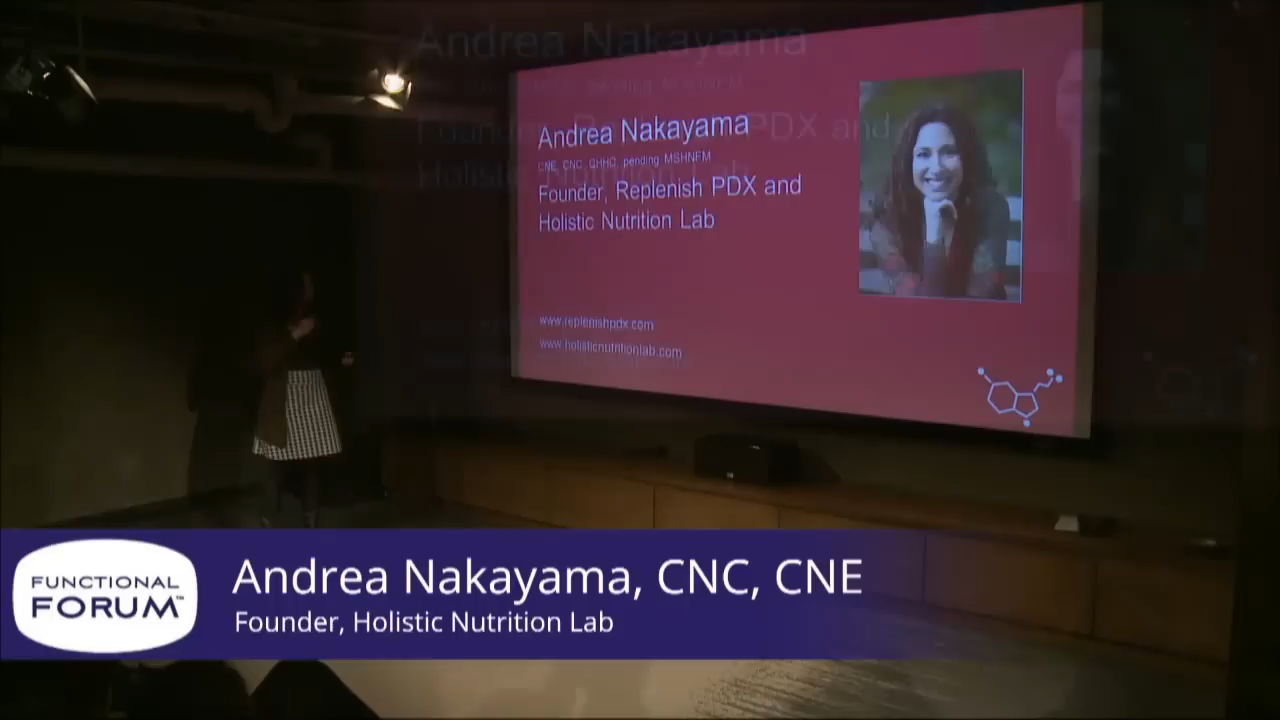 Andrea Nakayama
CNE, CNC, CHHC, pending MSHNFM
Founder, Replenish PDX and
Holistic Nutrition Lab
www.replenishpdx.com
www.holisticnutritionlab.com
FUNCTIONAL
FORUM™
Andrea Nakayama, CNC, CNE
Founder, Holistic Nutrition Lab